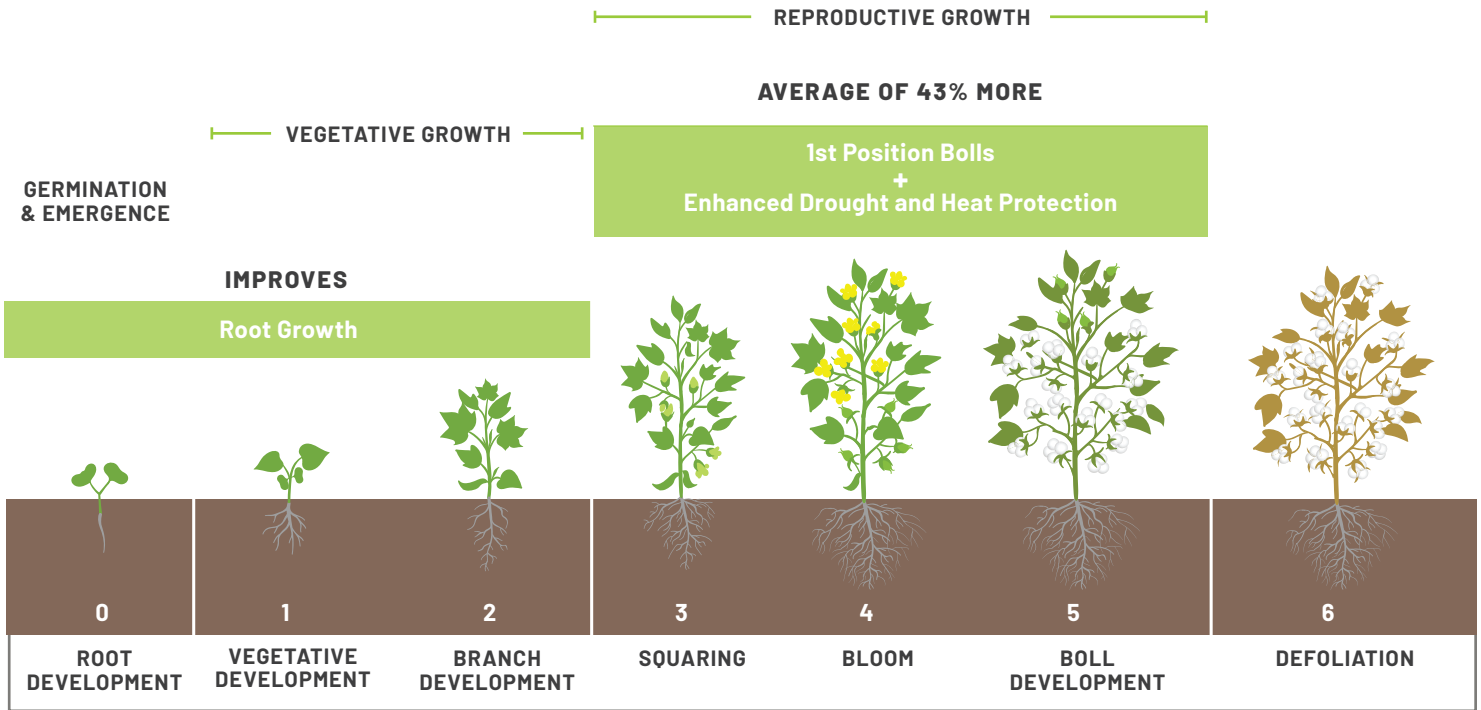 REPRODUCTIVE GROWTH
AVERAGE OF 43% MORE
VEGETATIVE GROWTH
1st Position Bolls
+
Enhanced Drought and Heat Protection
GERMINATION
& EMERGENCE
IMPROVES
Root Growth
0
1
2
3
4
5
6
ROOT
DEVELOPMENT
VEGETATIVE
DEVELOPMENT
BRANCH
DEVELOPMENT
SQUARING
BLOOM
BOLL
DEVELOPMENT
DEFOLIATION